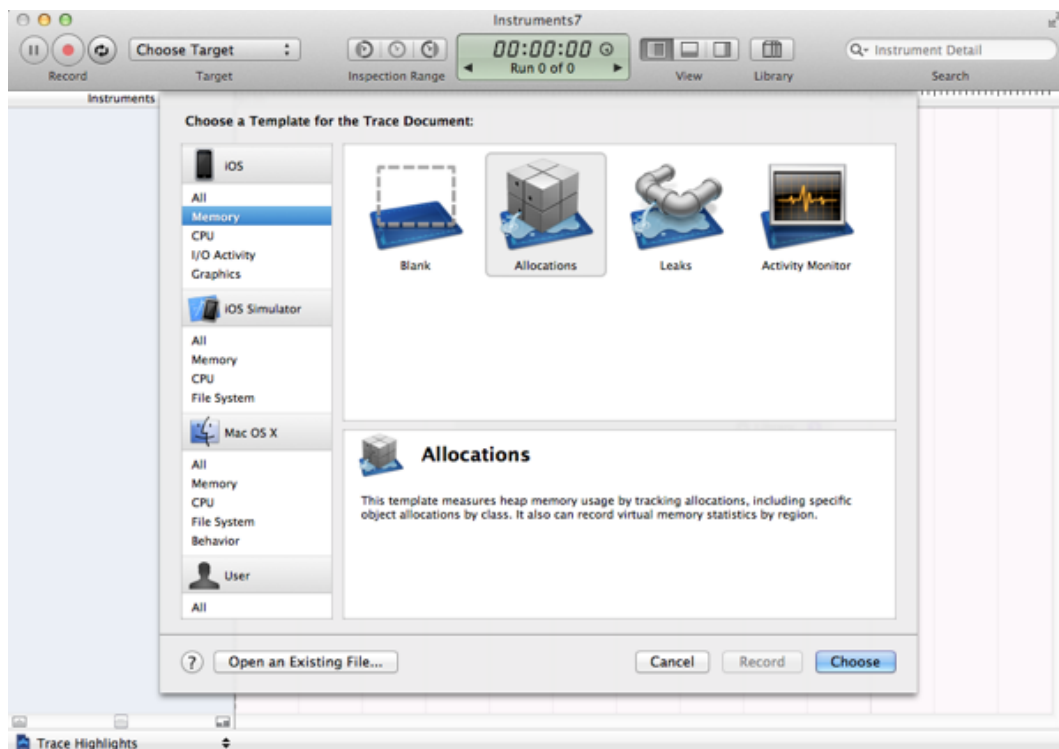 Instruments7
Choose Target
00:00:00
Run 0 of 0
Instrument Detail
Record
Target
Inspection Range
View
Library
Search
Instruments
Choose a Template for the Trace Document:
iOS
All
Memory
CPU
I/O Activity
Graphics
iOS Simulator
All
Memory
CPU
File System
Mac OS X
All
Memory
CPU
File System
Behavior
User
All
Blank
Allocations
Leaks
Activity Monitor
Allocations
This template measures heap memory usage by tracking allocations, including specific
object allocations by class. It also can record virtual memory statistics by region.
?
Open an Existing File...
Cancel
Record
Choose
Trace Highlights